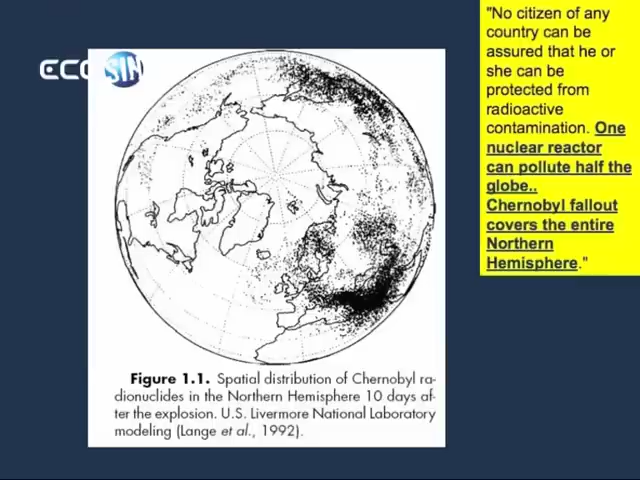 ECO SIN
"No citizen of any
country can be
assured that he or
she can be
protected from
radioactive
contamination. One
nuclear reactor
can pollute half the
globe..
Chernobyl fallout
covers the entire
Northern
Hemisphere."
Figure 1.1. Spatial distribution of Chernobyl ra-
dionuclides in the Northern Hemisphere 10 days af-
ter the explosion. U.S. Livermore National Laboratory
modeling (Lange et al., 1992).